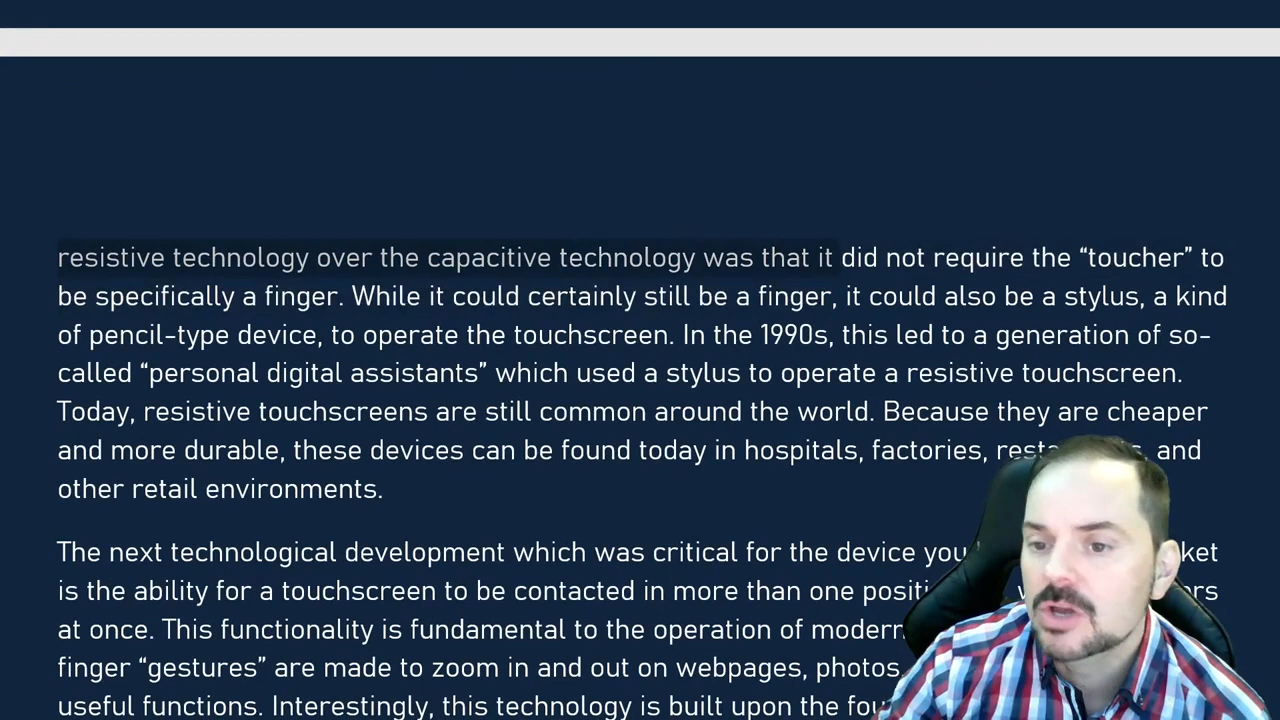 resistive technology over the capacitive technology was that it did not require the “toucher” to
be specifically a finger. While it could certainly still be a finger, it could also be a stylus, a kind
of pencil-type device, to operate the touchscreen. In the 1990s, this led to a generation of so-
called “personal digital assistants” which used a stylus to operate a resistive touchscreen.
Today, resistive touchscreens are still common around the world. Because they are cheaper
and more durable, these devices can be found today in hospitals, factories, and
other retail environments.
The next technological development which was critical for the device you
is the ability for a touchscreen to be contacted in more than one
at once. This functionality is fundamental to the operation of modern
finger “gestures” are made to zoom in and out on webpages, photos,
useful functions. Interestingly, this technology is built upon the